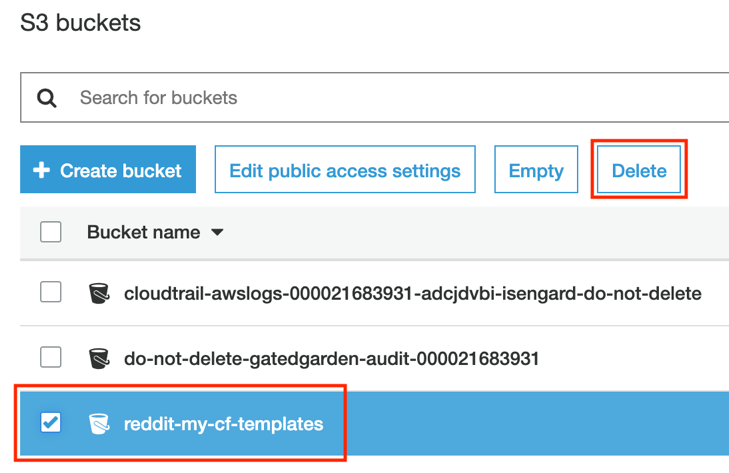 S3 buckets
Search for buckets
+ Create bucket Edit public access settings Empty Delete
Bucket name
cloudtrail-awslogs-000021683931-adcjdvbi-isengard-do-not-delete
do-not-delete-gatedgarden-audit-000021683931
reddit-my-cf-templates